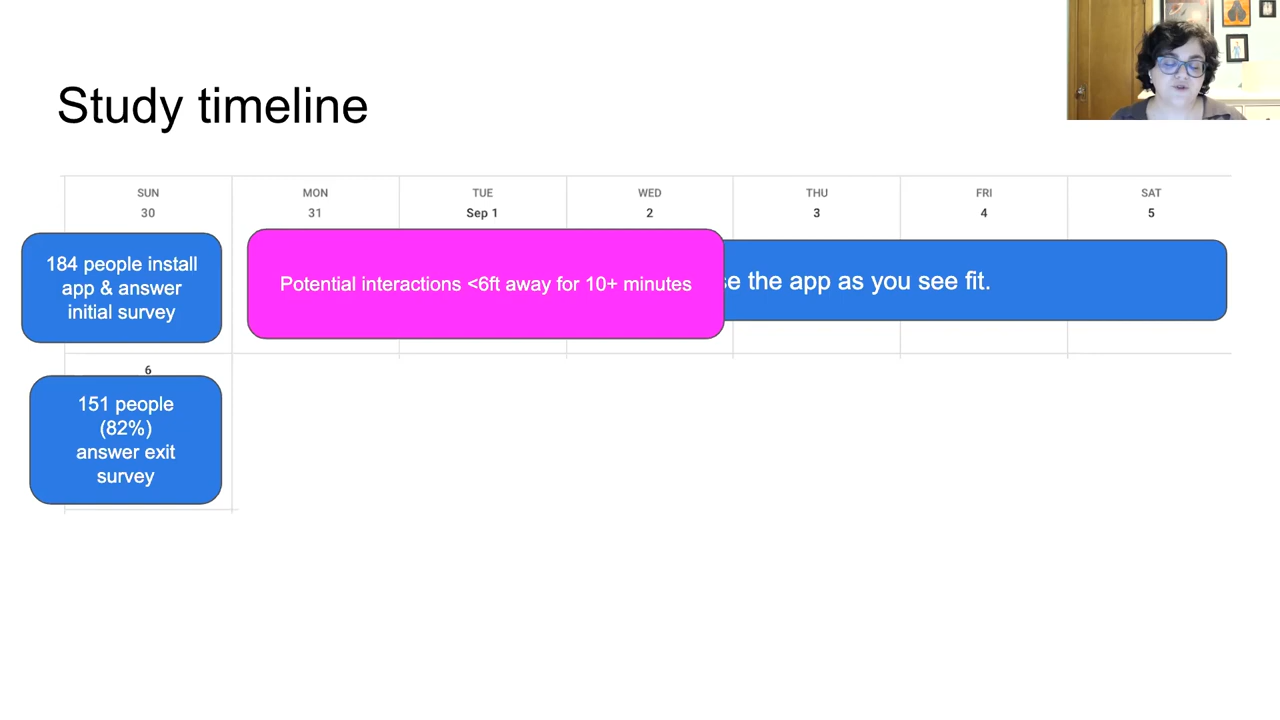 Study timeline
SUN MON TUE WED THU FRI SAT
30 31 Sep 1 2 3 4 5
184 people install
app & answer
initial survey
Potential interactions <6ft away for 10+ minutes
the app as you see fit.
6
151 people
(82%)
answer exit
survey